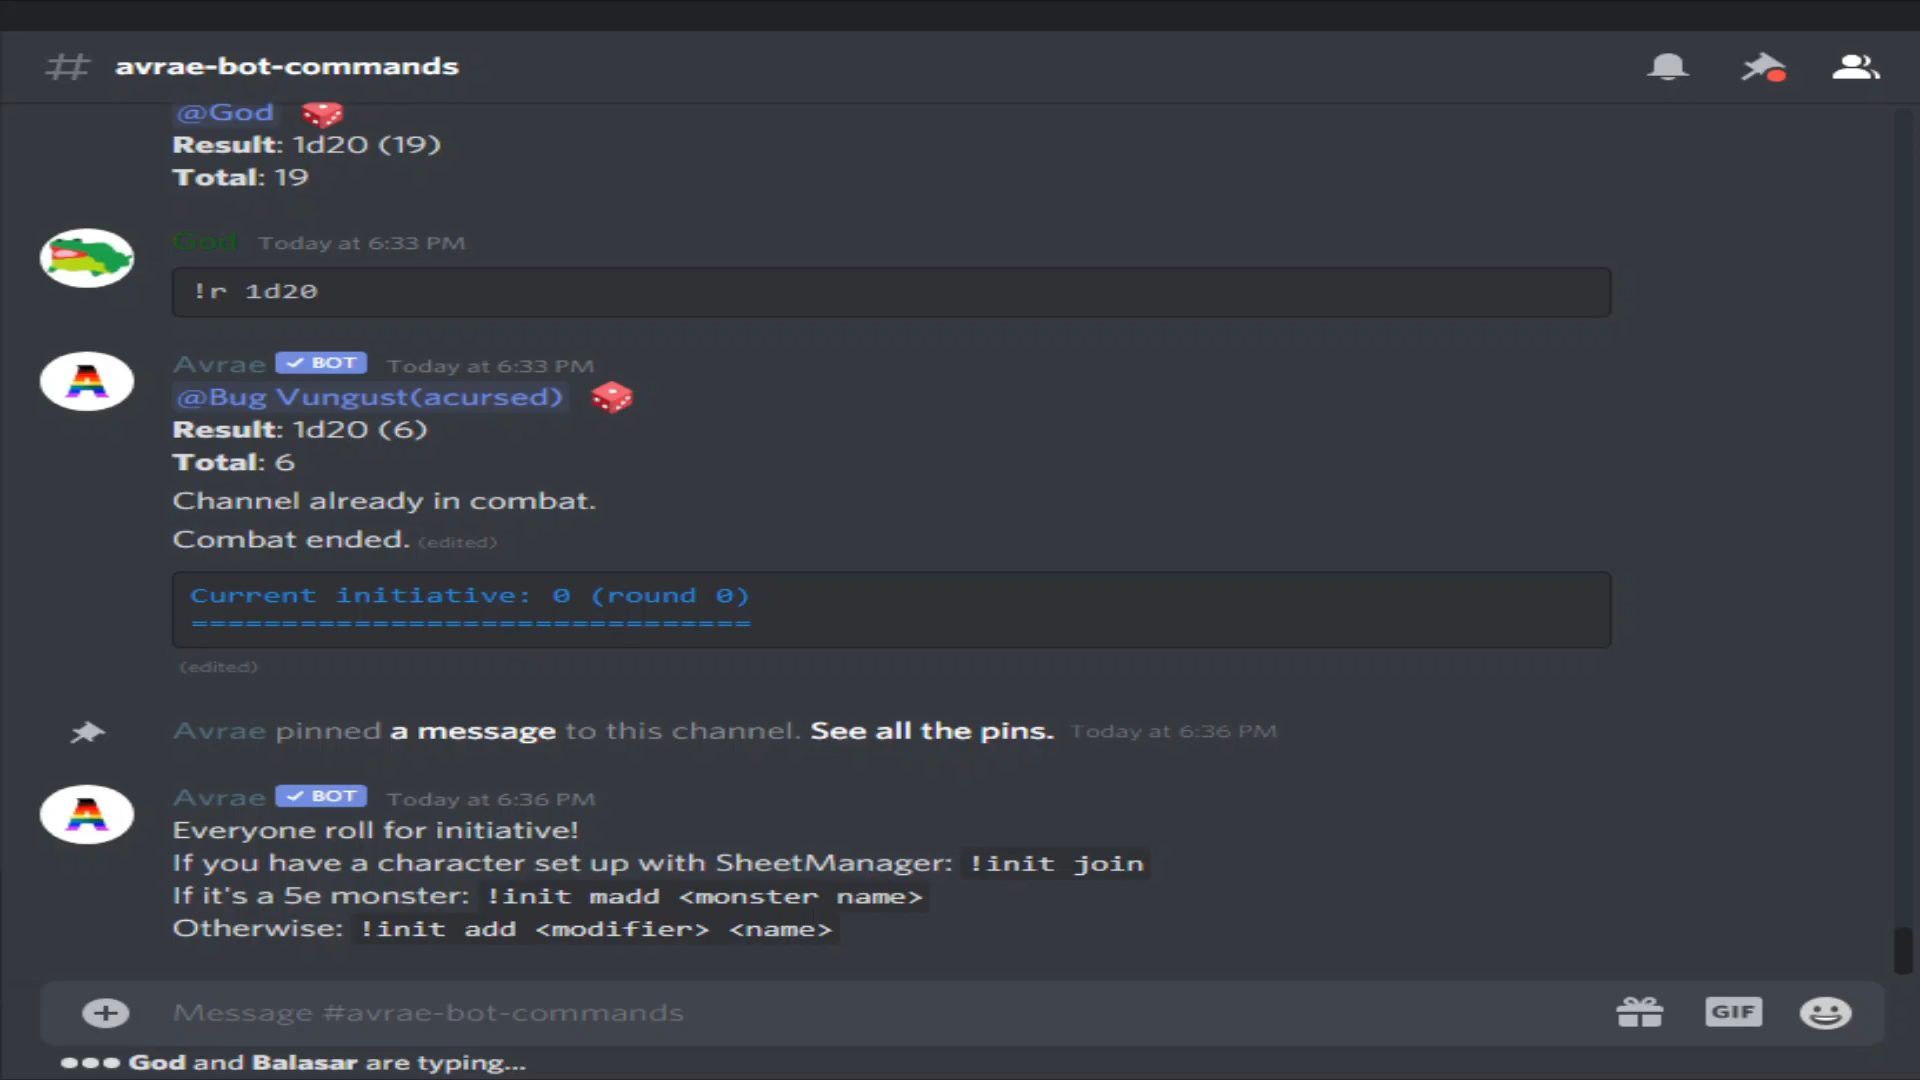 # avrae-bot-commands
@God
Result: 1d20 (19)
Total: 19
God Today at 6:33 PM
!r 1d20
Avrae ✓ BOT Today at 6:33 PM
@Bug Vungust(acursed)
Result: 1d20 (6)
Total: 6
Channel already in combat.
Combat ended. (edited)
Current initiative: 0 (round 0)
===============================
(edited)
Avrae pinned a message to this channel. See all the pins. Today at 6:36 PM
A Avrae ✓ BOT Today at 6:36 PM
Everyone roll for initiative!
If you have a character set up with SheetManager: !init join
If it's a 5e monster: !init madd <monster name>
Otherwise: !init add <modifier> <name>
Message #avrae-bot-commands
GIF
God and Balasar are typing...